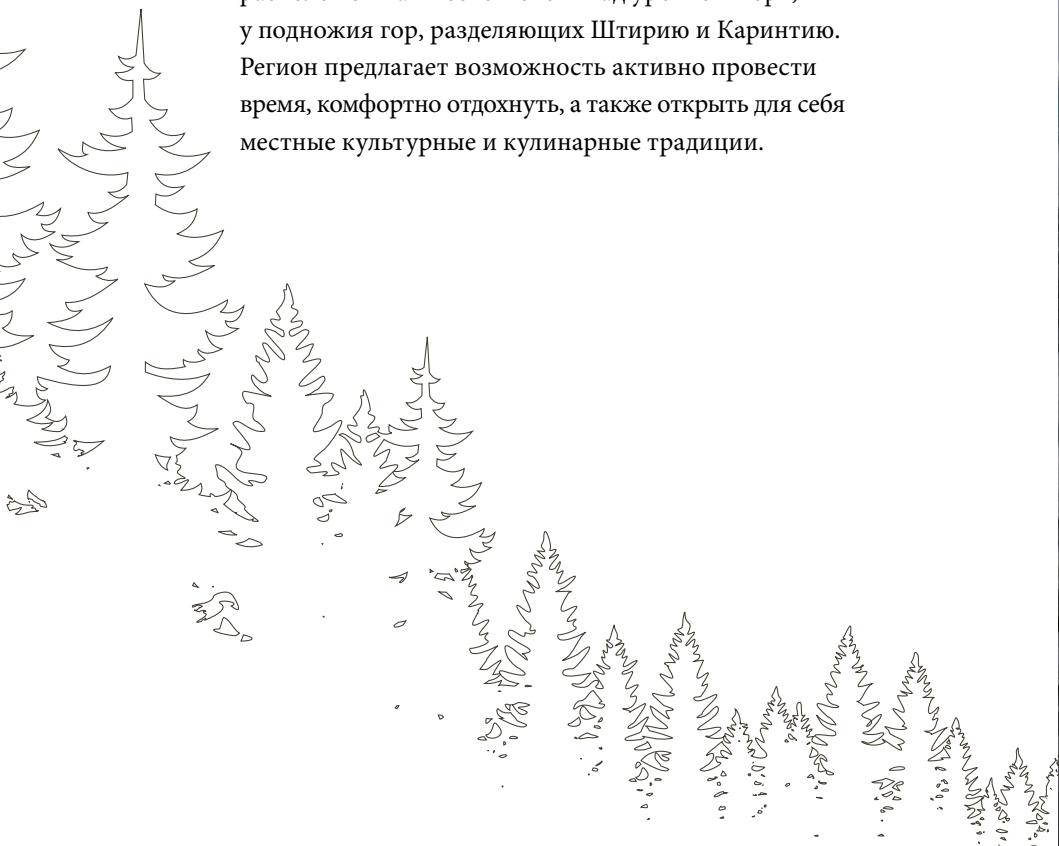 у подножия гор, разделяющих Штирию и Каринтию.
Регион предлагает возможность активно провести
время, комфортно отдохнуть, а также открыть для себя
местные культурные и кулинарные традиции.